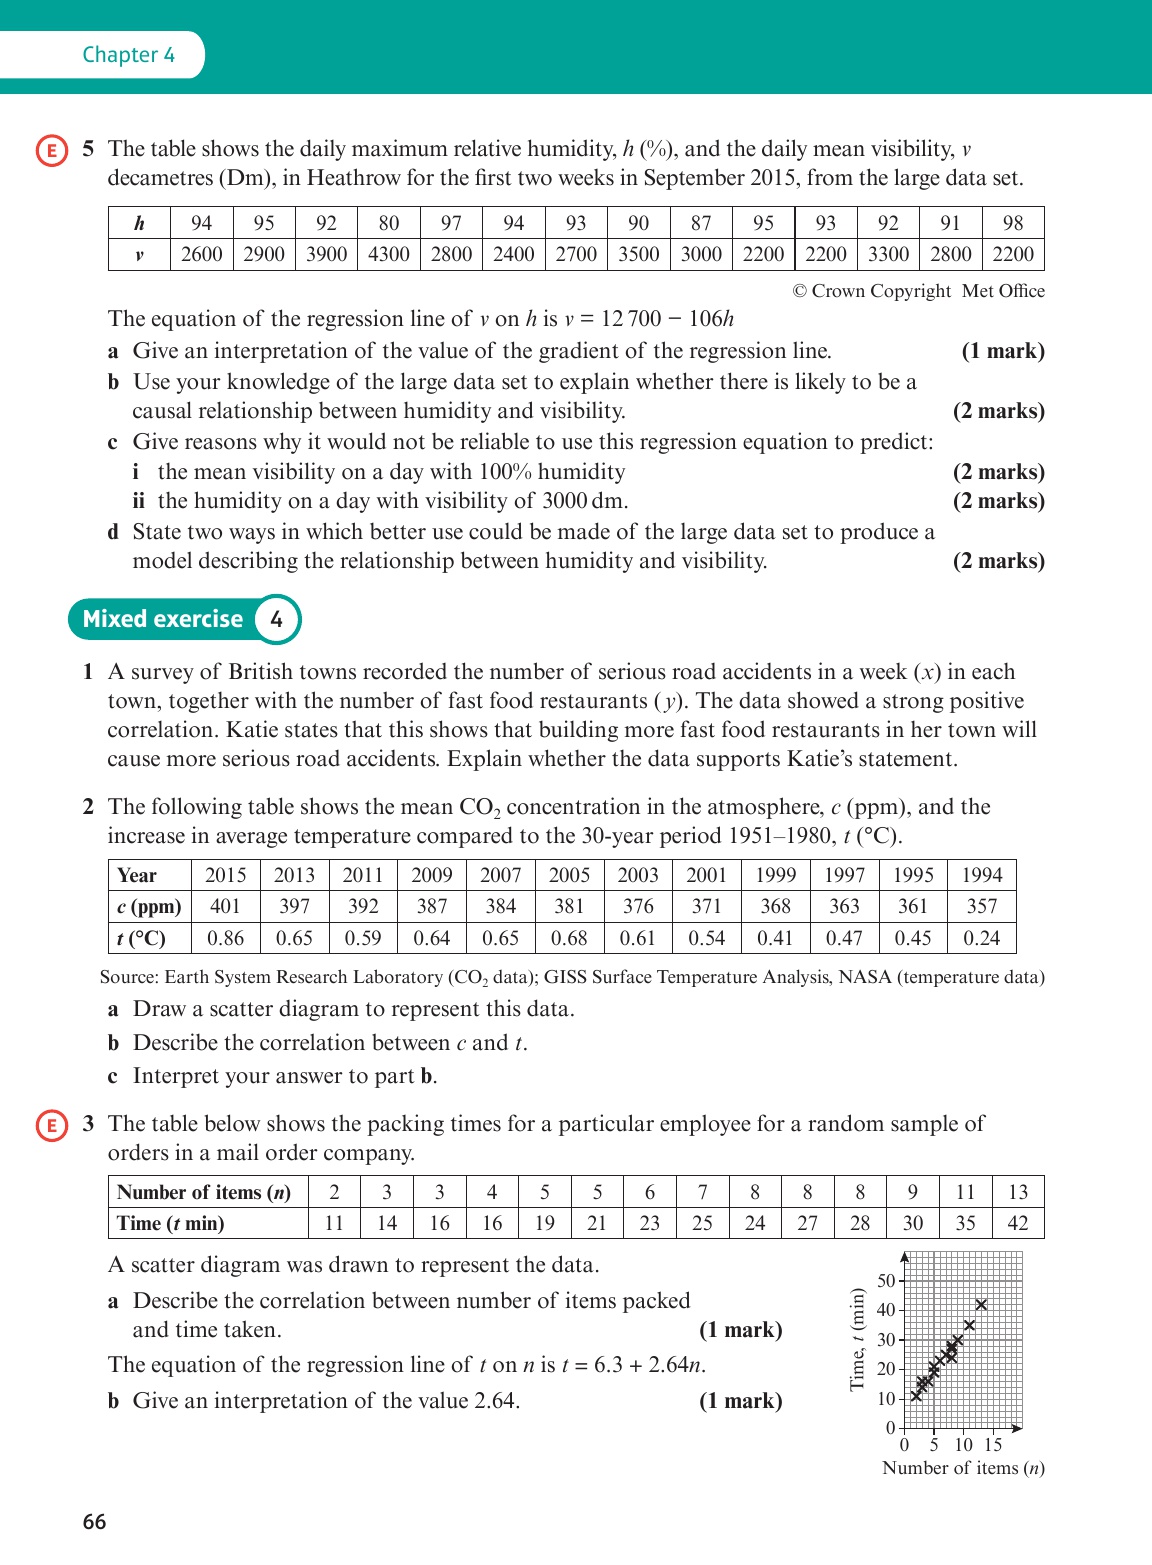 Chapter 4
E 5 The table shows the daily maximum relative humidity, h (%), and the daily mean visibility, v
decametres (Dm), in Heathrow for the first two weeks in September 2015, from the large data set.
h 94 95 92 80 97 94 93 90 87 95 93 92 91 98
v 2600 2900 3900 4300 2800 2400 2700 3500 3000 2200 2200 3300 2800 2200
© Crown Copyright Met Office
The equation of the regression line of v on h is v = 12 700 − 106h
a Give an interpretation of the value of the gradient of the regression line. (1 mark)
b Use your knowledge of the large data set to explain whether there is likely to be a
causal relationship between humidity and visibility. (2 marks)
c Give reasons why it would not be reliable to use this regression equation to predict:
i the mean visibility on a day with 100% humidity (2 marks)
ii the humidity on a day with visibility of 3000 dm. (2 marks)
d State two ways in which better use could be made of the large data set to produce a
model describing the relationship between humidity and visibility. (2 marks)
Mixed exercise 4
1 A survey of British towns recorded the number of serious road accidents in a week (x) in each
town, together with the number of fast food restaurants (y). The data showed a strong positive
correlation. Katie states that this shows that building more fast food restaurants in her town will
cause more serious road accidents. Explain whether the data supports Katie’s statement.
2 The following table shows the mean CO₂ concentration in the atmosphere, c (ppm), and the
increase in average temperature compared to the 30-year period 1951–1980, t (°C).
Year 2015 2013 2011 2009 2007 2005 2003 2001 1999 1997 1995 1994
c (ppm) 401 397 392 387 384 381 376 371 368 363 361 357
t (°C) 0.86 0.65 0.59 0.64 0.65 0.68 0.61 0.54 0.41 0.47 0.45 0.24
Source: Earth System Research Laboratory (CO₂ data); GISS Surface Temperature Analysis, NASA (temperature data)
a Draw a scatter diagram to represent this data.
b Describe the correlation between c and t.
c Interpret your answer to part b.
E 3 The table below shows the packing times for a particular employee for a random sample of
orders in a mail order company.
Number of items (n) 2 3 3 4 5 5 6 7 8 8 8 9 11 13
Time (t min) 11 14 16 16 19 21 23 25 24 27 28 30 35 42
A scatter diagram was drawn to represent the data.
a Describe the correlation between number of items packed
and time taken. (1 mark)
The equation of the regression line of t on n is t = 6.3 + 2.64n.
b Give an interpretation of the value 2.64. (1 mark)
Time, t (min)
50
40
30
20
10
0
0 5 10 15
Number of items (n)
66